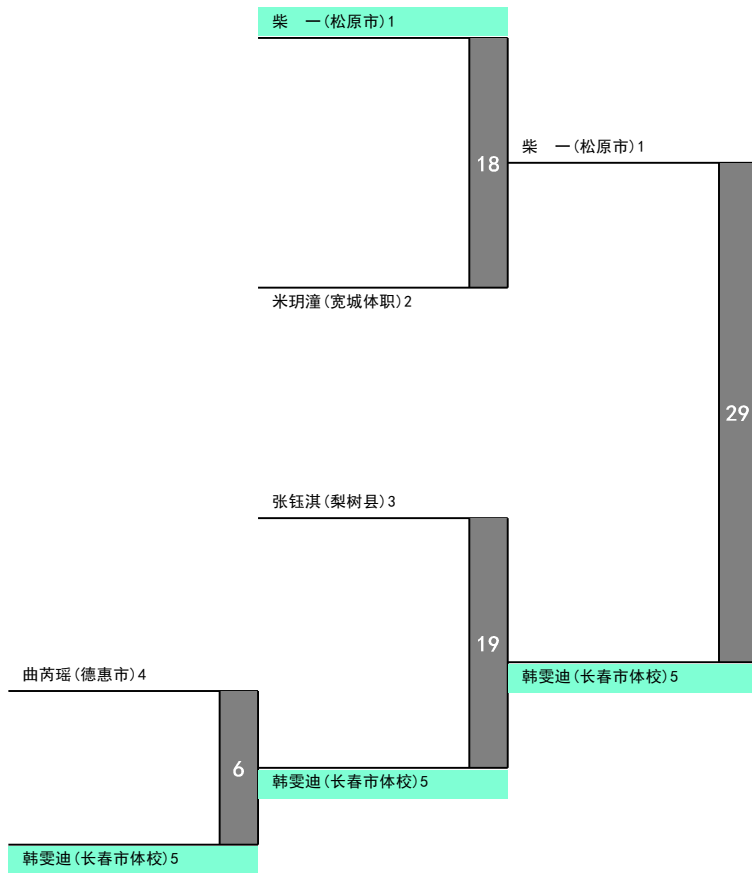 柴　一(松原市)1
18
柴　一(松原市)1
米玥潼(宽城体职)2
29
张钰淇(梨树县)3
19
曲芮瑶(德惠市)4
韩雯迪(长春市体校)5
6
韩雯迪(长春市体校)5
韩雯迪(长春市体校)5